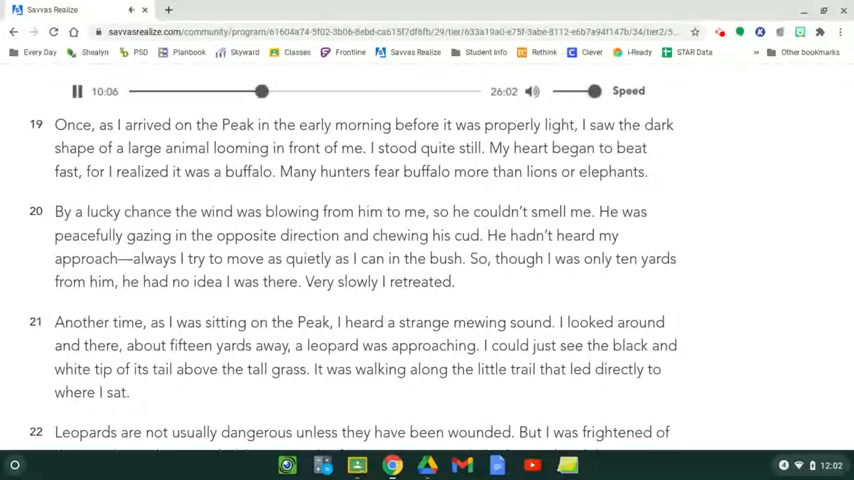 Savvas Realize
savvasrealize.com/community/program/61604a74-5f02-3b06-8ebd-ca615f7df6fb/29/tier/633a19a0-e75f-3abe-8112-e6b7a94f147b/34/tier2/5...
Every Day Shealyn PSD Planbook Skyward Classes Frontline Savvas Realize Student Info Rethink Clever i-Ready STAR Data » Other bookmarks
10:06 26:02 Speed
19 Once, as I arrived on the Peak in the early morning before it was properly light, I saw the dark
shape of a large animal looming in front of me. I stood quite still. My heart began to beat
fast, for I realized it was a buffalo. Many hunters fear buffalo more than lions or elephants.
20 By a lucky chance the wind was blowing from him to me, so he couldn't smell me. He was
peacefully gazing in the opposite direction and chewing his cud. He hadn't heard my
approach—always I try to move as quietly as I can in the bush. So, though I was only ten yards
from him, he had no idea I was there. Very slowly I retreated.
21 Another time, as I was sitting on the Peak, I heard a strange mewing sound. I looked around
and there, about fifteen yards away, a leopard was approaching. I could just see the black and
white tip of its tail above the tall grass. It was walking along the little trail that led directly to
where I sat.
22 Leopards are not usually dangerous unless they have been wounded. But I was frightened of
12:02